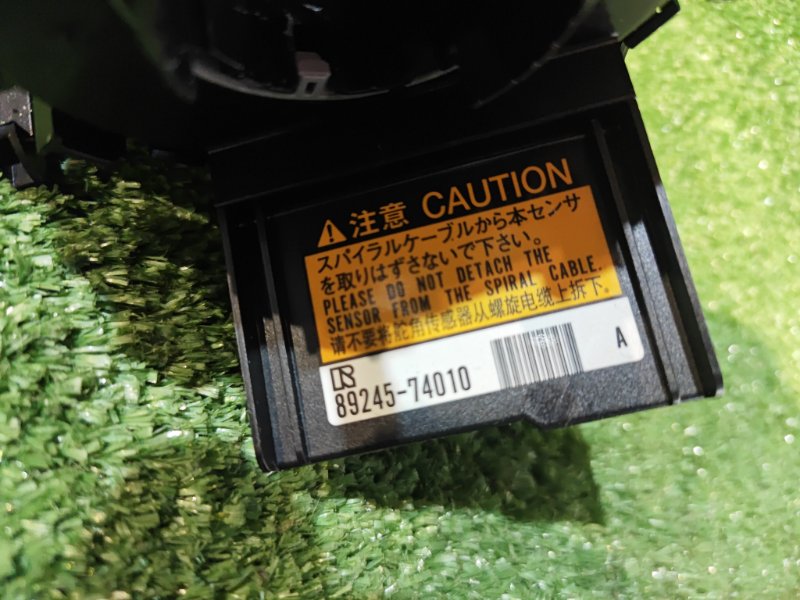 注意 CAUTION
スパイラルケーブルから本センサ
を取りはずさないで下さい。
PLEASE DO NOT DETACH THE
SENSOR FROM THE SPIRAL CABLE.
请不要将舵角传感器从螺旋电缆上拆下。
89245-74010
A